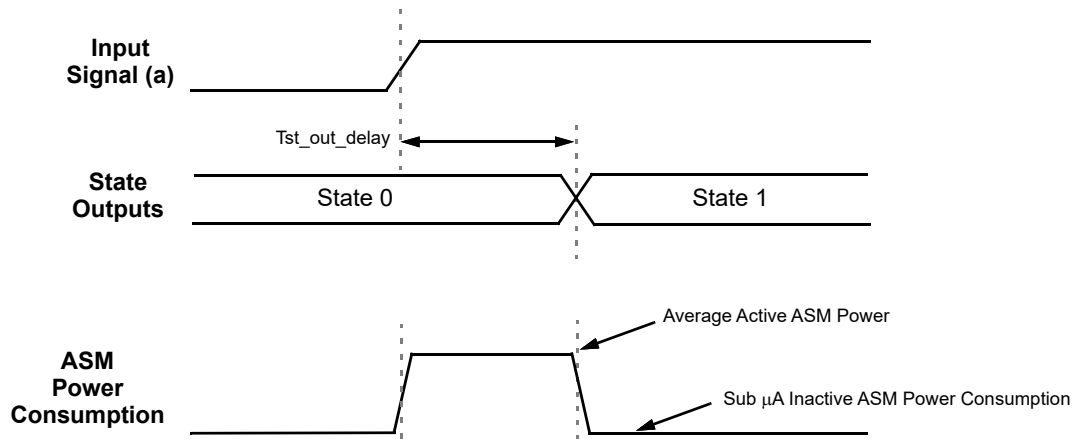 Input
Signal (a)
Tst_out_delay
State
Outputs
State 0
State 1
Average Active ASM Power
ASM
Power
Consumption
Sub μA Inactive ASM Power Consumption